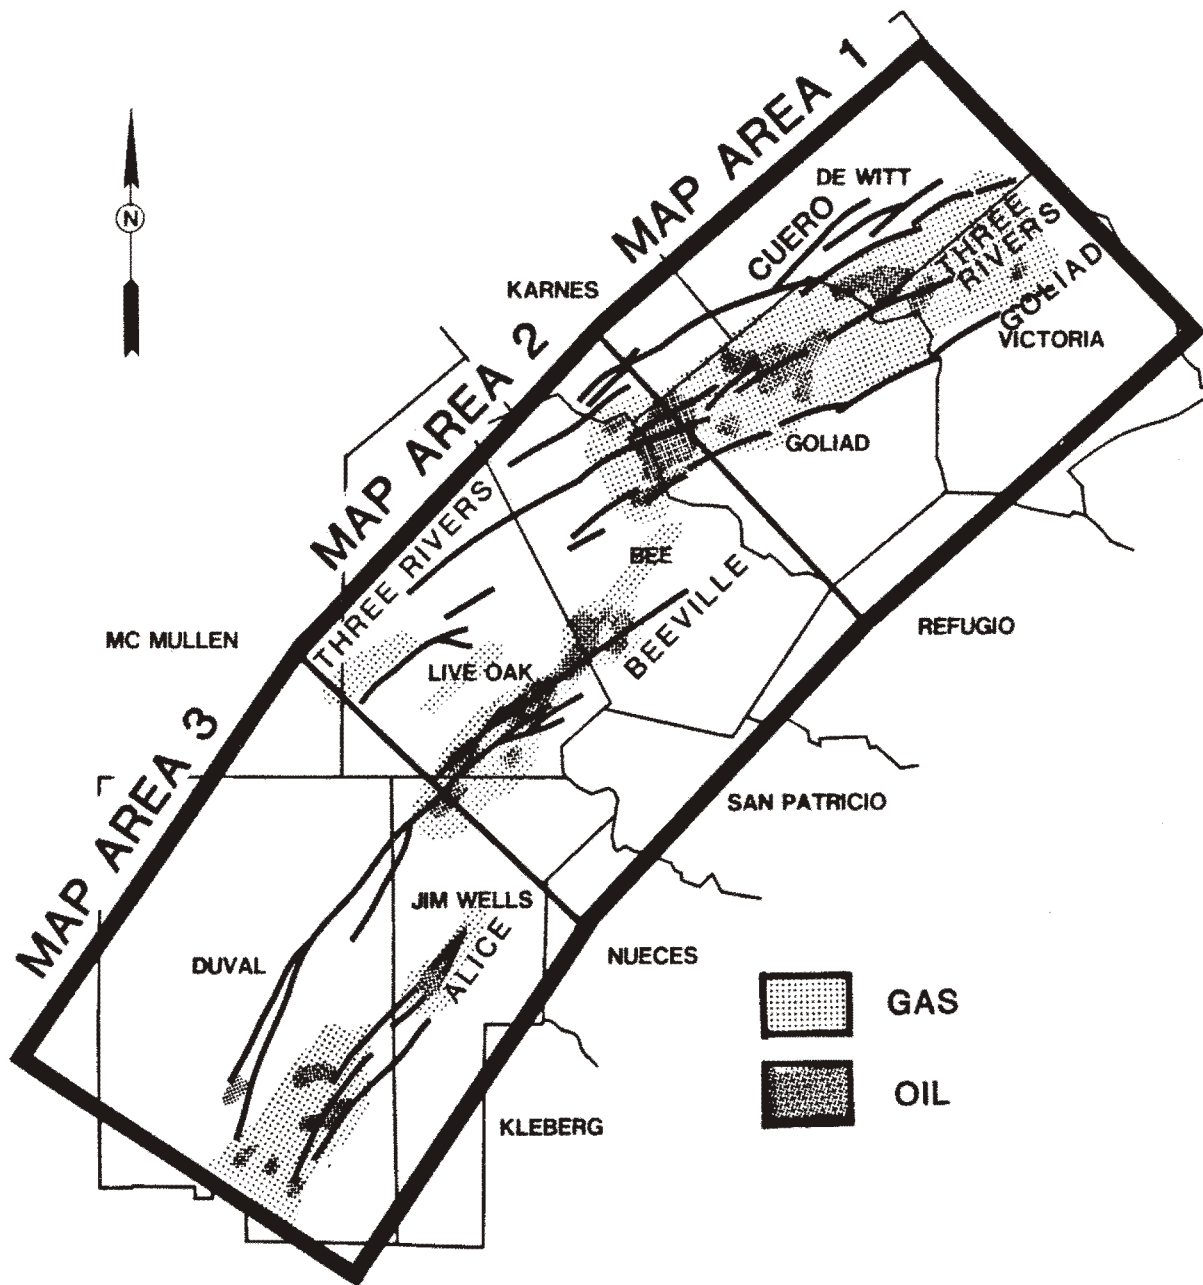 MAP AREA 1
DE WITT
CUERO
THREE
RIVERS
GOLIAD
VICTORIA
N
KARNES
MAP AREA 2
GOLIAD
THREE RIVERS
BEE
BEEVILLE
REFUGIO
MC MULLEN
LIVE OAK
MAP AREA 3
SAN PATRICIO
JIM WELLS
ALICE
NUECES
DUVAL
GAS
OIL
KLEBERG